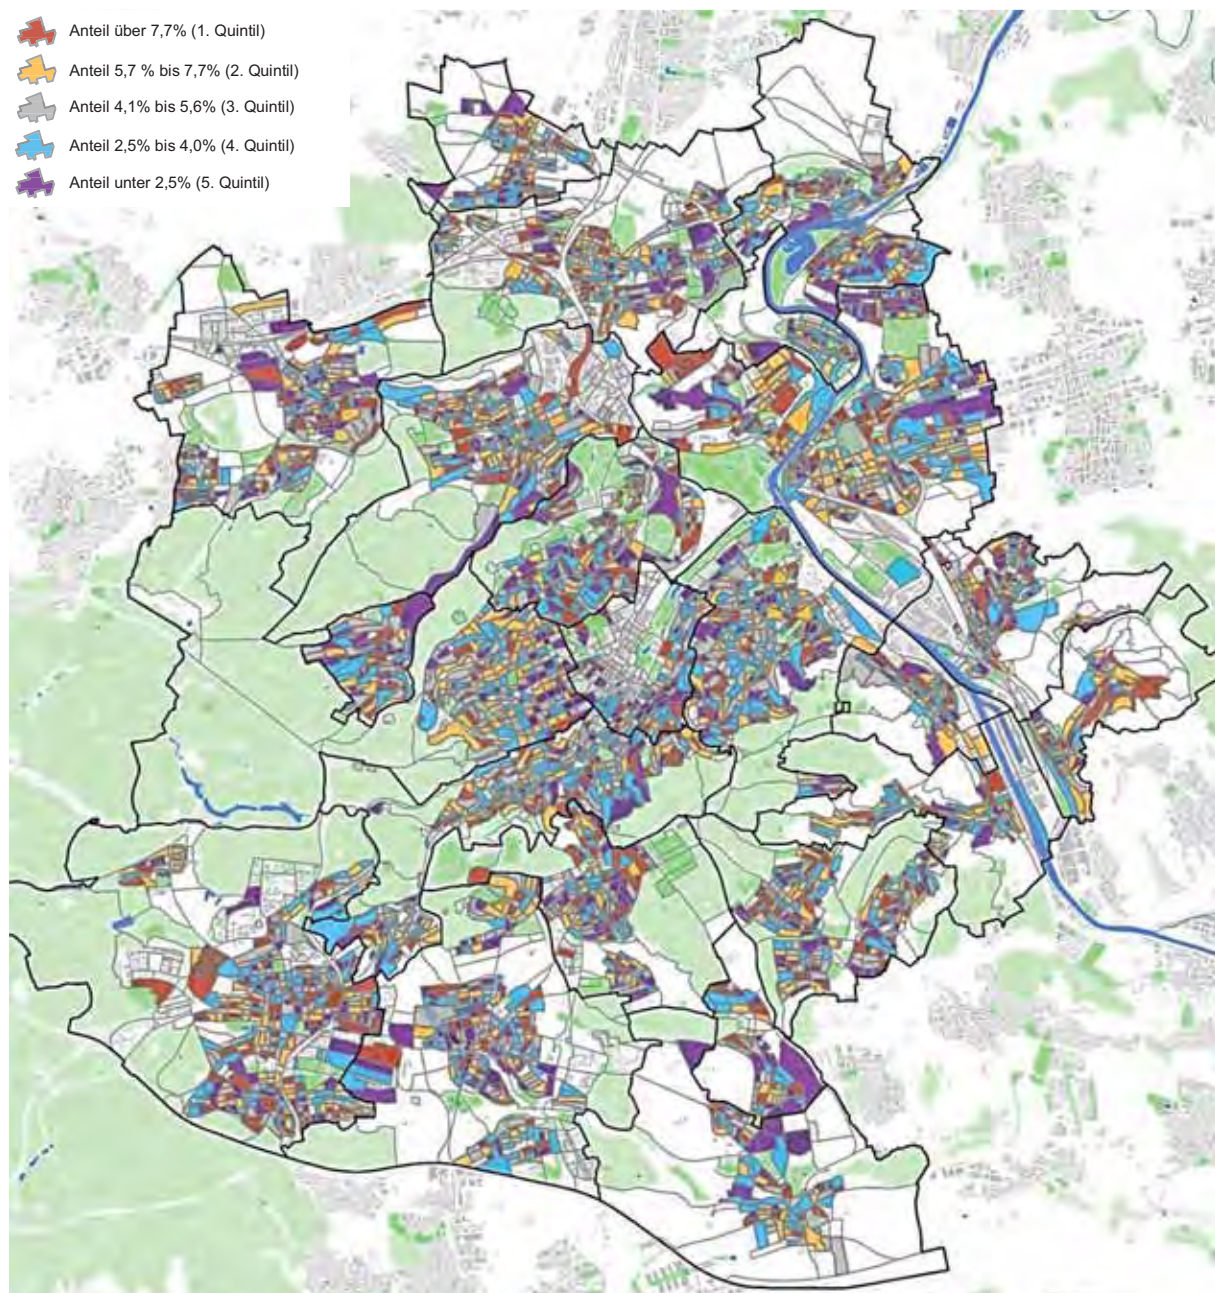 Anteil über 7,7% (1. Quintil)
Anteil 5,7 % bis 7,7% (2. Quintil)
Anteil 4,1% bis 5,6% (3. Quintil)
Anteil 2,5% bis 4,0% (4. Quintil)
Anteil unter 2,5% (5. Quintil)